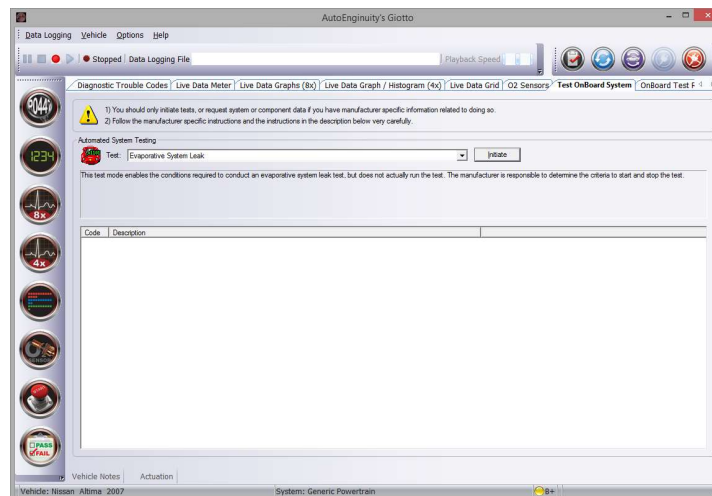 AutoEnginuity's Giotto
Data Logging Vehicle Options Help
Stopped Data Logging File Playback Speed
Diagnostic Trouble Codes Live Data Meter Live Data Graphs (8x) Live Data Graph / Histogram (4x) Live Data Grid O2 Sensors Test OnBoard System OnBoard Test F
P044
1) You should only initiate tests, or request system or component data if you have manufacturer specific information related to doing so.
2) Follow the manufacturer specific instructions and the instructions in the description below very carefully.
Automated System Testing
Test: Evaporative System Leak Initiate
1234
This test mode enables the conditions required to conduct an evaporative system leak test, but does not actually run the test. The manufacturer is responsible to determine the criteria to start and stop the test.
8x
Code Description
4x
SENSOR
PASS
FAIL
Vehicle Notes Actuation
Vehicle: Nissan Altima 2007 System: Generic Powertrain B+